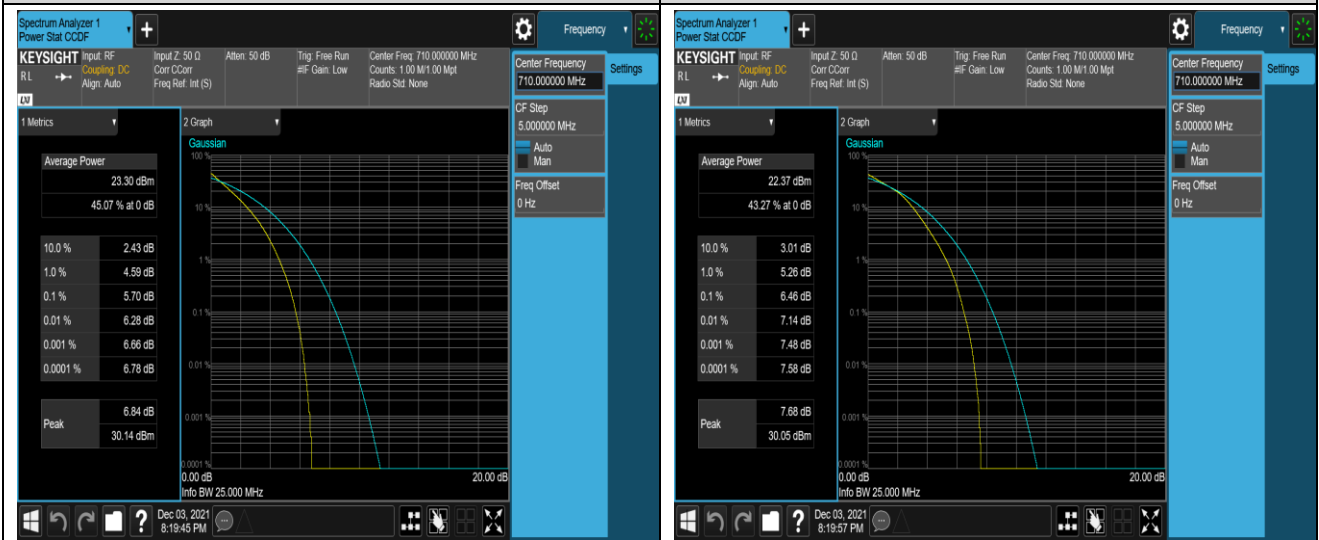 Spectrum Analyzer 1
Power Stat CCDF
+
Frequency
KEYSIGHT
Input: RF
Input Z: 50 Ω
Atten: 50 dB
Trig: Free Run
Center Freq: 710.000000 MHz
RL
Coupling: DC
Corr CCorr
#IF Gain: Low
Counts: 1.00 M/1.00 Mpt
Align: Auto
Freq Ref: Int (S)
Radio Std: None
LXI
Center Frequency
710.000000 MHz
Settings
CF Step
5.000000 MHz
Auto
Man
Freq Offset
0 Hz
1 Metrics
2 Graph
Average Power
23.30 dBm
45.07 % at 0 dB
10.0 % 2.43 dB
1.0 % 4.59 dB
0.1 % 5.70 dB
0.01 % 6.28 dB
0.001 % 6.66 dB
0.0001 % 6.78 dB
Peak
6.84 dB
30.14 dBm
Gaussian
100 %
10 %
1 %
0.1 %
0.01 %
0.001 %
0.0001 %
0.00 dB
20.00 dB
Info BW 25.000 MHz
?
Dec 03, 2021
8:19:45 PM
Spectrum Analyzer 1
Power Stat CCDF
+
Frequency
KEYSIGHT
Input: RF
Input Z: 50 Ω
Atten: 50 dB
Trig: Free Run
Center Freq: 710.000000 MHz
RL
Coupling: DC
Corr CCorr
#IF Gain: Low
Counts: 1.00 M/1.00 Mpt
Align: Auto
Freq Ref: Int (S)
Radio Std: None
LXI
Center Frequency
710.000000 MHz
Settings
CF Step
5.000000 MHz
Auto
Man
Freq Offset
0 Hz
1 Metrics
2 Graph
Average Power
22.37 dBm
43.27 % at 0 dB
10.0 % 3.01 dB
1.0 % 5.26 dB
0.1 % 6.46 dB
0.01 % 7.14 dB
0.001 % 7.48 dB
0.0001 % 7.58 dB
Peak
7.68 dB
30.05 dBm
Gaussian
100 %
10 %
1 %
0.1 %
0.01 %
0.001 %
0.0001 %
0.00 dB
20.00 dB
Info BW 25.000 MHz
?
Dec 03, 2021
8:19:57 PM